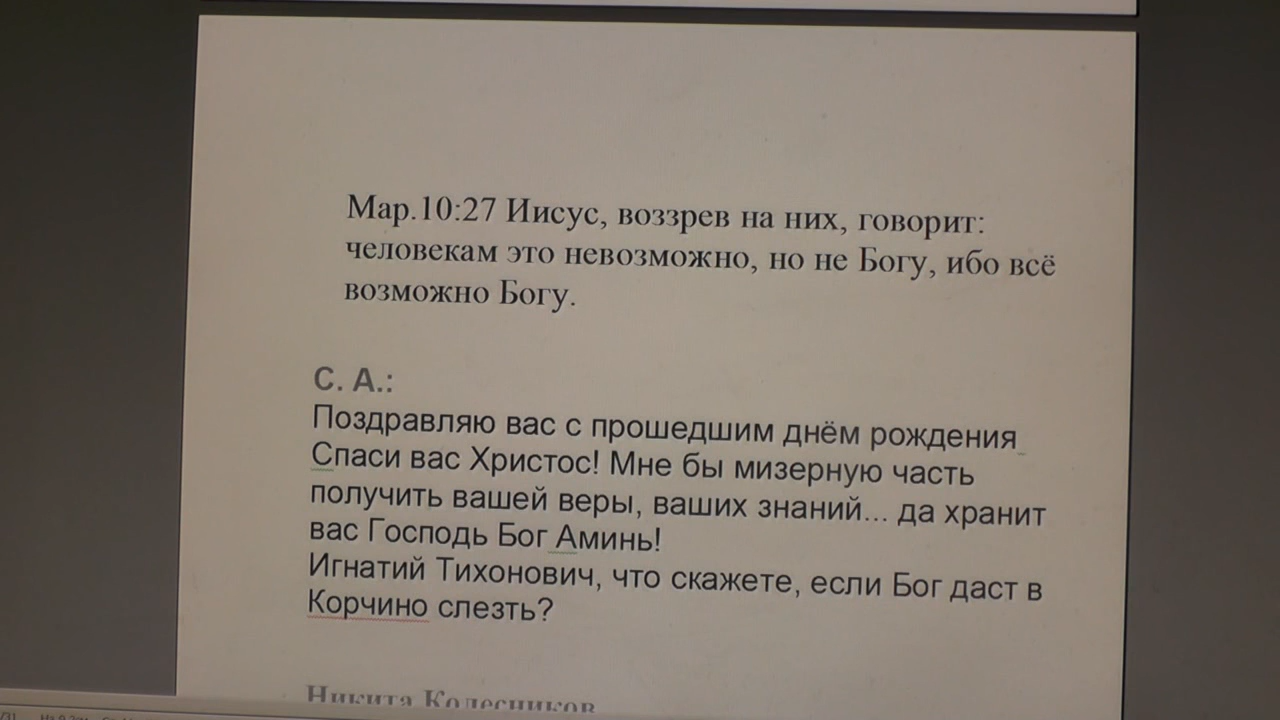 Мар.10:27 Иисус, воззрев на них, говорит:
человекам это невозможно, но не Богу, ибо всё
возможно Богу.
С. А.:
Поздравляю вас с прошедшим днём рождения
Спаси вас Христос! Мне бы мизерную часть
получить вашей веры, ваших знаний... да хранит
вас Господь Бог Аминь!
Игнатий Тихонович, что скажете, если Бог даст в
Корчино слезть?
Никита Колесников